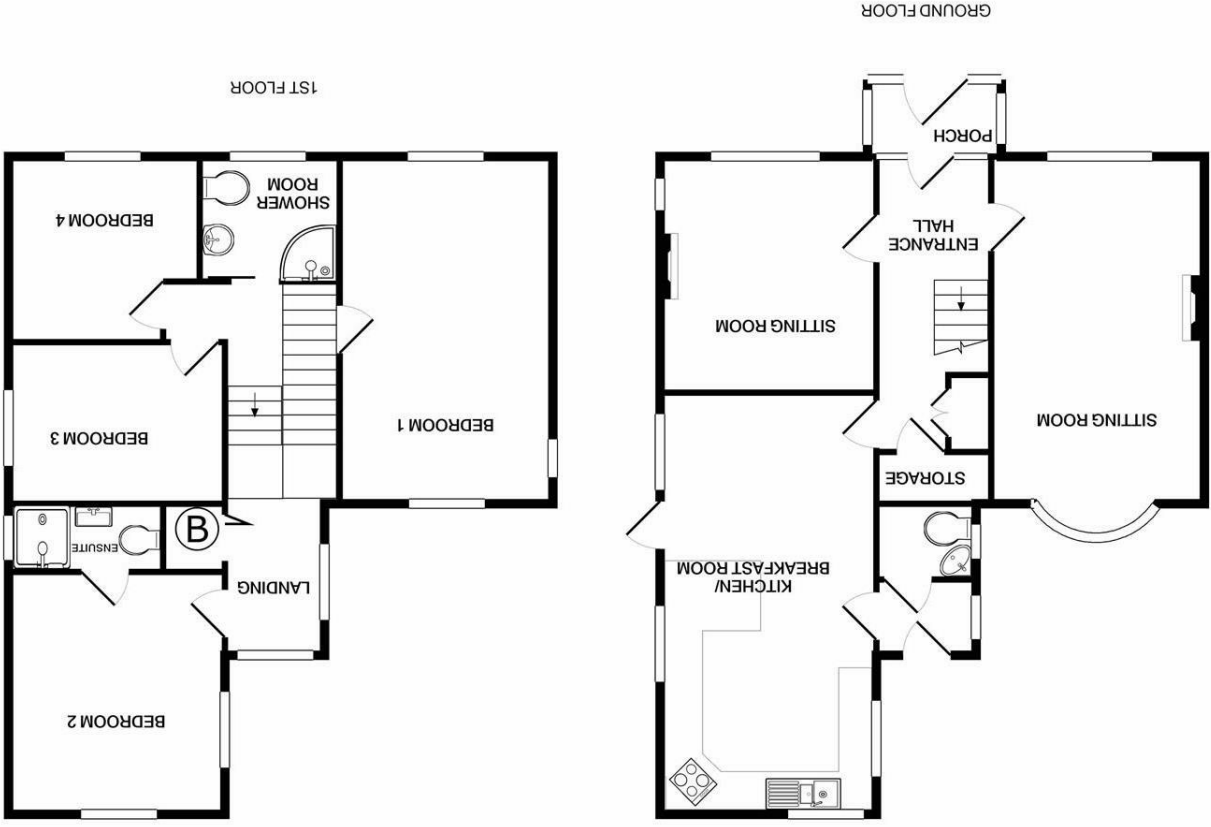 GROUND FLOOR
PORCH
ENTRANCE
HALL
SITTING ROOM
SITTING ROOM
STORAGE
KITCHEN/
BREAKFAST ROOM
1ST FLOOR
BEDROOM 4
SHOWER
ROOM
BEDROOM 1
BEDROOM 3
B
ENSUITE
LANDING
BEDROOM 2